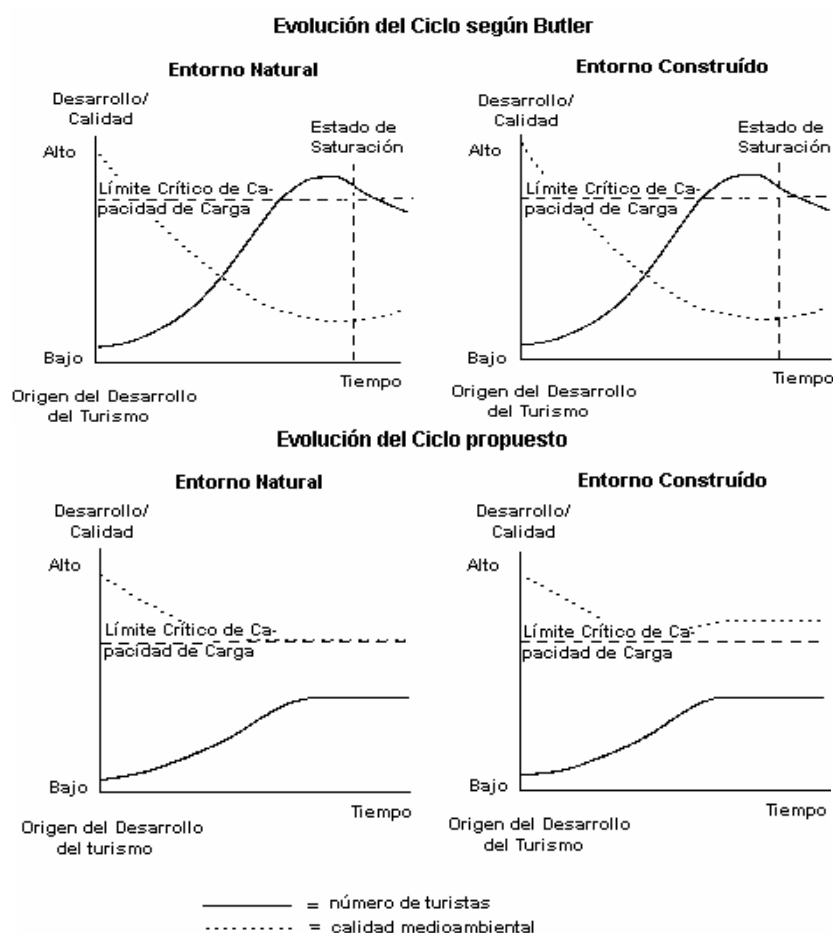 Evolución del Ciclo según Butler
Entorno Natural
Desarrollo/
Calidad
Alto
Estado de
Saturación
Límite Crítico de Ca-
pacidad de Carga
Bajo
Tiempo
Origen del Desarrollo
del Turismo
Entorno Construído
Desarrollo/
Calidad
Alto
Estado de
Saturación
Límite Crítico de Ca-
pacidad de Carga
Bajo
Tiempo
Origen del Desarrollo
del Turismo
Evolución del Ciclo propuesto
Entorno Natural
Desarrollo/
Calidad
Alto
Límite Crítico de Ca-
pacidad de Carga
Bajo
Tiempo
Origen del Desarrollo
del turismo
Entorno Construído
Desarrollo/
Calidad
Alto
Límite Crítico de Ca-
pacidad de Carga
Bajo
Tiempo
Origen del Desarrollo
del Turismo
= número de turistas
= calidad medioambiental